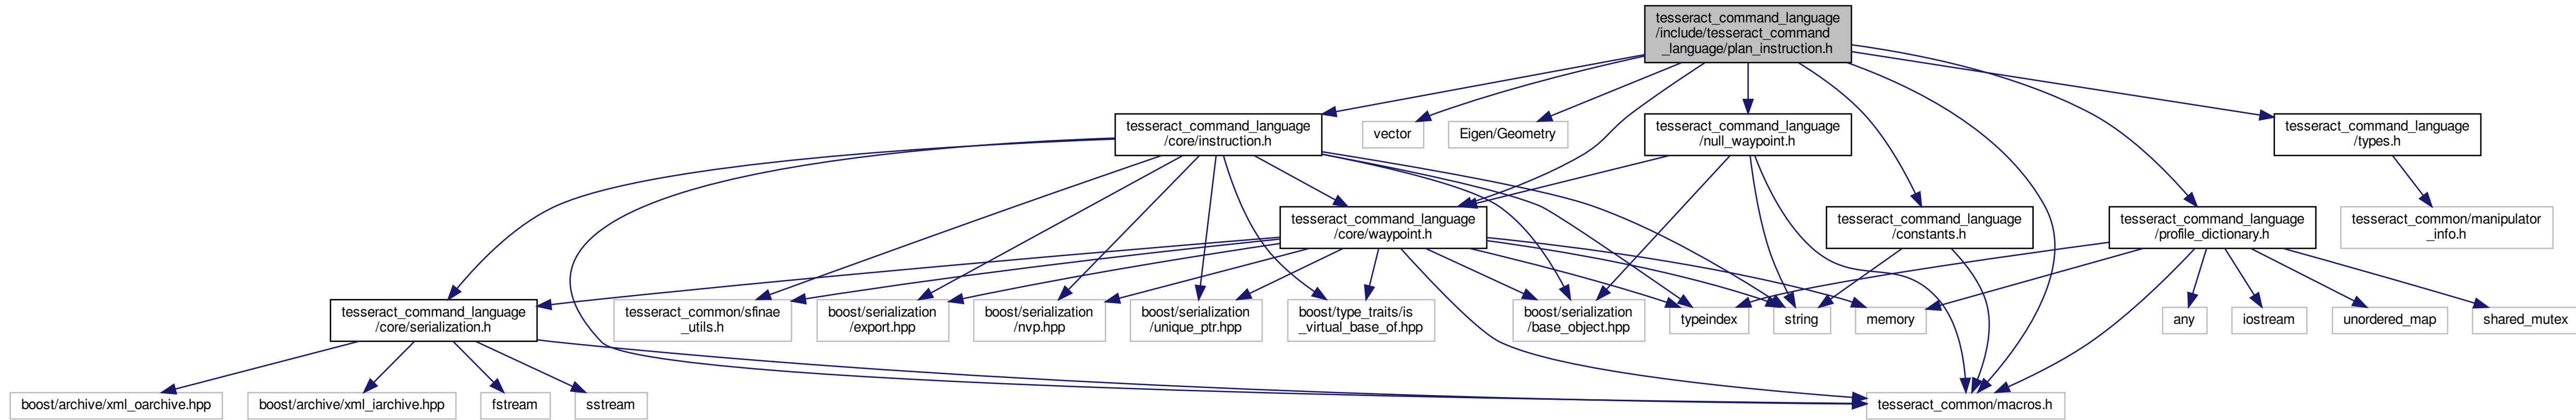 tesseract_command_language
/include/tesseract_command
_language/plan_instruction.h
tesseract_command_language
/core/instruction.h
vector
Eigen/Geometry
tesseract_command_language
/null_waypoint.h
tesseract_command_language
/types.h
tesseract_command_language
/core/waypoint.h
tesseract_command_language
/constants.h
tesseract_command_language
/profile_dictionary.h
tesseract_common/manipulator
_info.h
tesseract_command_language
/core/serialization.h
tesseract_common/sfinae
_utils.h
boost/serialization
/export.hpp
boost/serialization
/nvp.hpp
boost/serialization
/unique_ptr.hpp
boost/type_traits/is
_virtual_base_of.hpp
boost/serialization
/base_object.hpp
typeindex
string
memory
any
iostream
unordered_map
shared_mutex
boost/archive/xml_oarchive.hpp
boost/archive/xml_iarchive.hpp
fstream
sstream
tesseract_common/macros.h